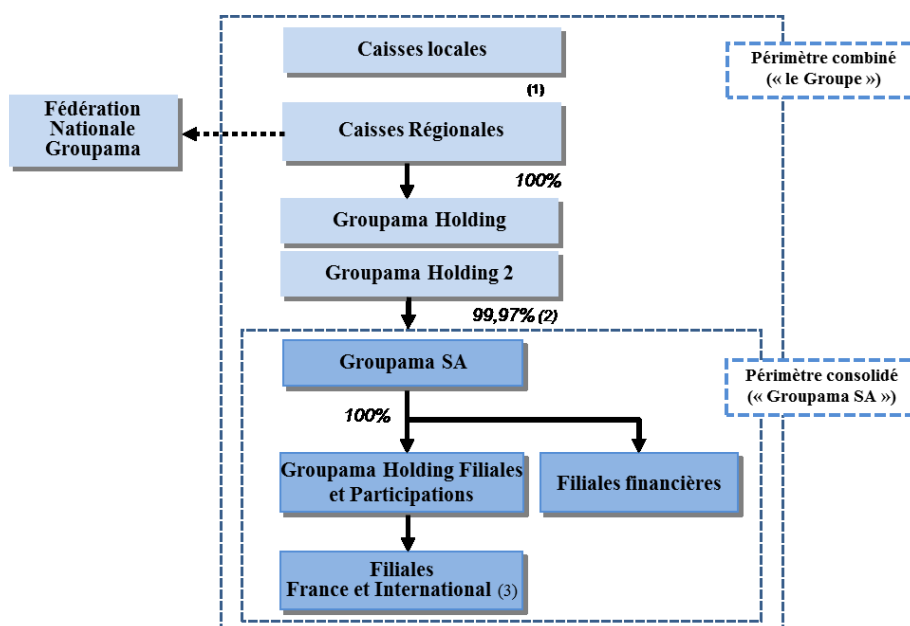 Caisses locales
Périmètre combiné
(« le Groupe »)
(1)
Fédération
Nationale
Groupama
Caisses Régionales
100%
Groupama Holding
Groupama Holding 2
99,97% (2)
Groupama SA
Périmètre consolidé
(« Groupama SA »)
100%
Groupama Holding Filiales
et Participations
Filiales financières
Filiales
France et International (3)